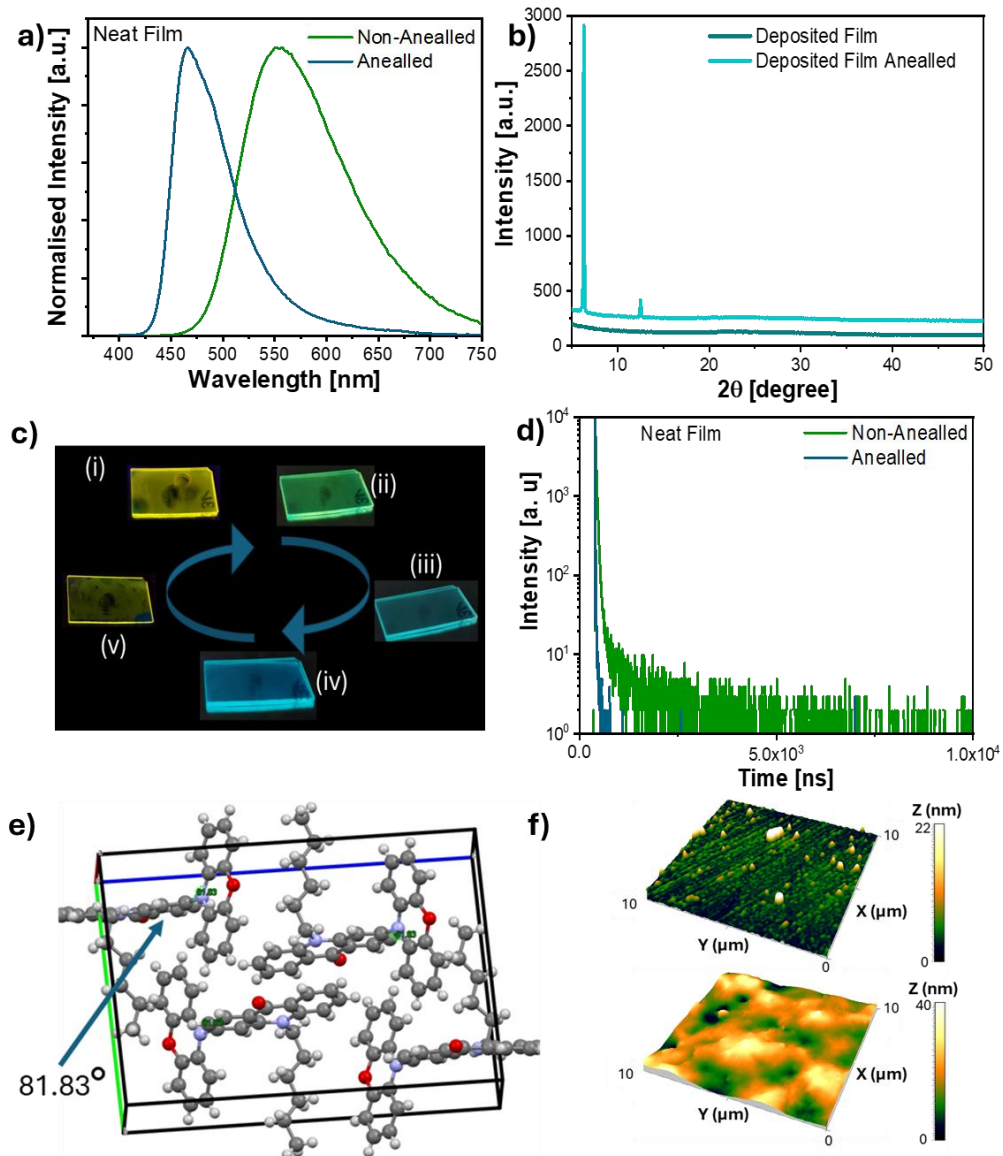 a)
Neat Film
Non-Anealled
Anealled
Normalised Intensity [a.u.]
400 450 500 550 600 650 700 750
Wavelength [nm]
b)
Deposited Film
Deposited Film Anealled
Intensity [a.u.]
3000
2500
2000
1500
1000
500
0
10 20 30 40 50
2θ [degree]
c)
(i)
(ii)
(iii)
(iv)
(v)
d)
Neat Film
Non-Anealled
Anealled
Intensity [a. u]
10⁴
10³
10²
10¹
10⁰
0.0 5.0x10³ 1.0x10⁴
Time [ns]
e)
81.83
81.83
81.83°
f)
Z (nm)
22
0
10
X (µm)
10
Y (µm)
0
Z (nm)
40
0
10
X (µm)
10
Y (µm)
0